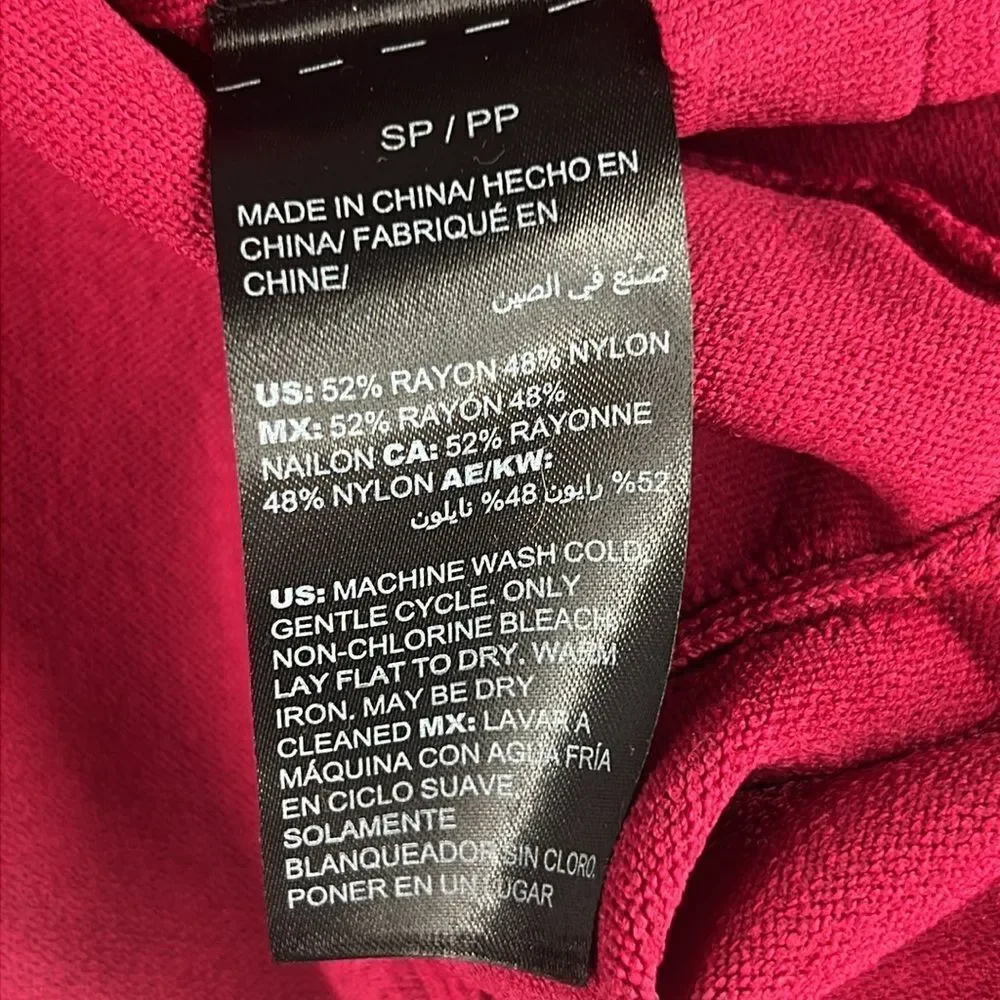 SP / PP
MADE IN CHINA/ HECHO EN
CHINA/ FABRIQUÉ EN
CHINE/
صنع في الصين
US: 52% RAYON 48% NYLON
MX: 52% RAYON 48%
NAILON CA: 52% RAYONNE
48% NYLON AE/KW:
52% رايون 48% نايلون
US: MACHINE WASH COLD
GENTLE CYCLE. ONLY
NON-CHLORINE BLEACH
LAY FLAT TO DRY. WARM
IRON. MAY BE DRY
CLEANED MX: LAVAR A
MÁQUINA CON AGUA FRÍA
EN CICLO SUAVE
SOLAMENTE
BLANQUEADOR SIN CLORO.
PONER EN UN LUGAR